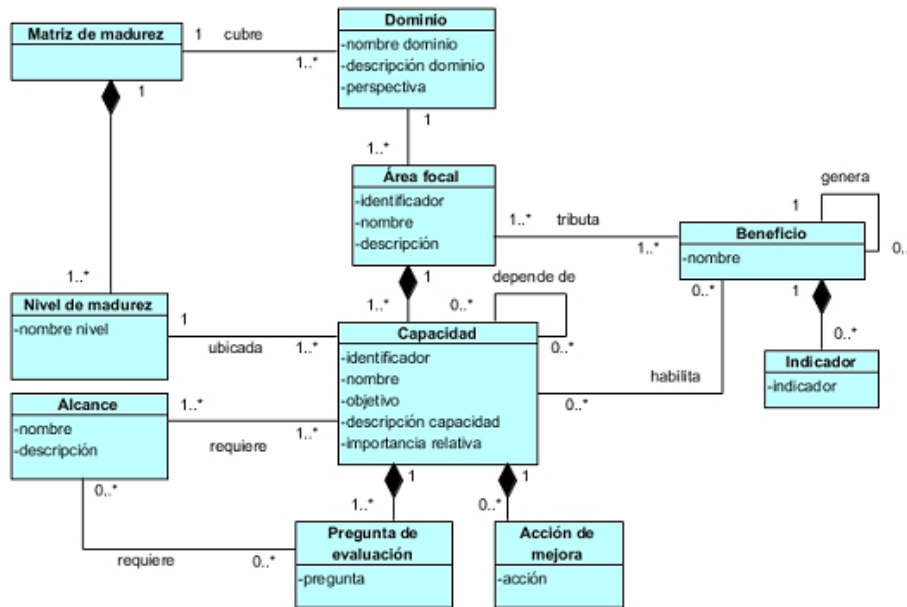 Matriz de madurez
1
cubre
1..*
Dominio
-nombre dominio
-descripción dominio
-perspectiva
1
1
1..*
Área focal
-identificador
-nombre
-descripción
1..*
tributa
1..*
genera
1
0..
Beneficio
-nombre
1
1..*
depende de
0..*
0..*
0..*
1
0..*
Indicador
-indicador
1..*
Nivel de madurez
-nombre nivel
1
ubicada
1..*
Capacidad
-identificador
-nombre
-objetivo
-descripción capacidad
-importancia relativa
habilita
0..*
Alcance
-nombre
-descripción
1..*
requiere
1..*
0..*
requiere
0..*
1
1..*
1
0..*
Pregunta de
evaluación
-pregunta
Acción de
mejora
-acción